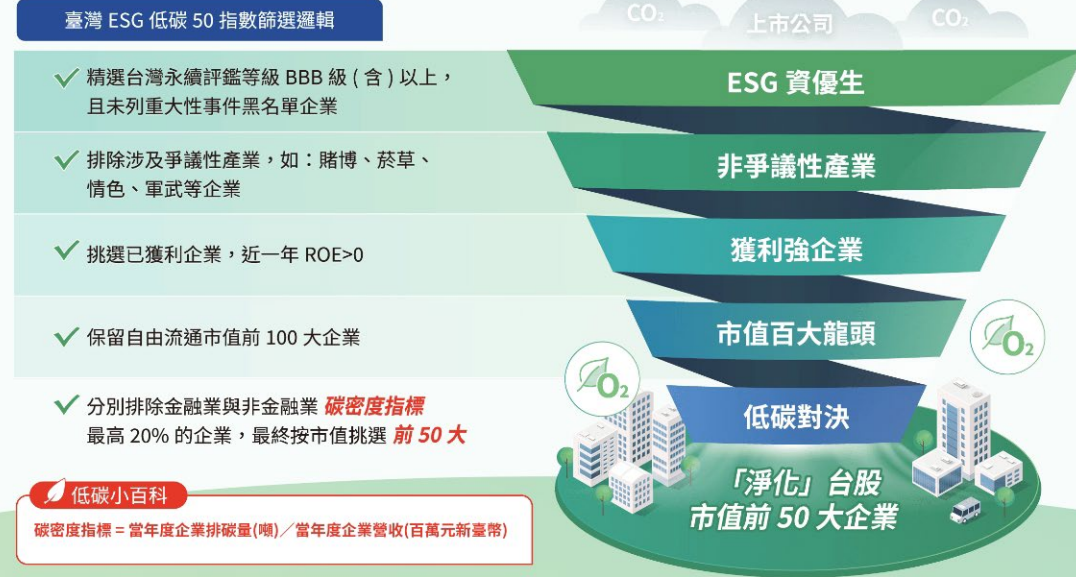 臺灣 ESG 低碳 50 指數篩選邏輯
CO₂
上市公司
CO₂
精選台灣永續評鑑等級 BBB 級 ( 含 ) 以上，
且未列重大性事件黑名單企業
ESG 資優生
排除涉及爭議性產業，如：賭博、菸草、
情色、軍武等企業
非爭議性產業
挑選已獲利企業，近一年 ROE>0
獲利強企業
保留自由流通市值前 100 大企業
市值百大龍頭
O₂
O₂
分別排除金融業與非金融業 碳密度指標
最高 20% 的企業，最終按市值挑選 前 50 大
低碳對決
「淨化」台股
市值前 50 大企業
低碳小百科
碳密度指標 = 當年度企業排碳量(噸)／當年度企業營收(百萬元新臺幣)